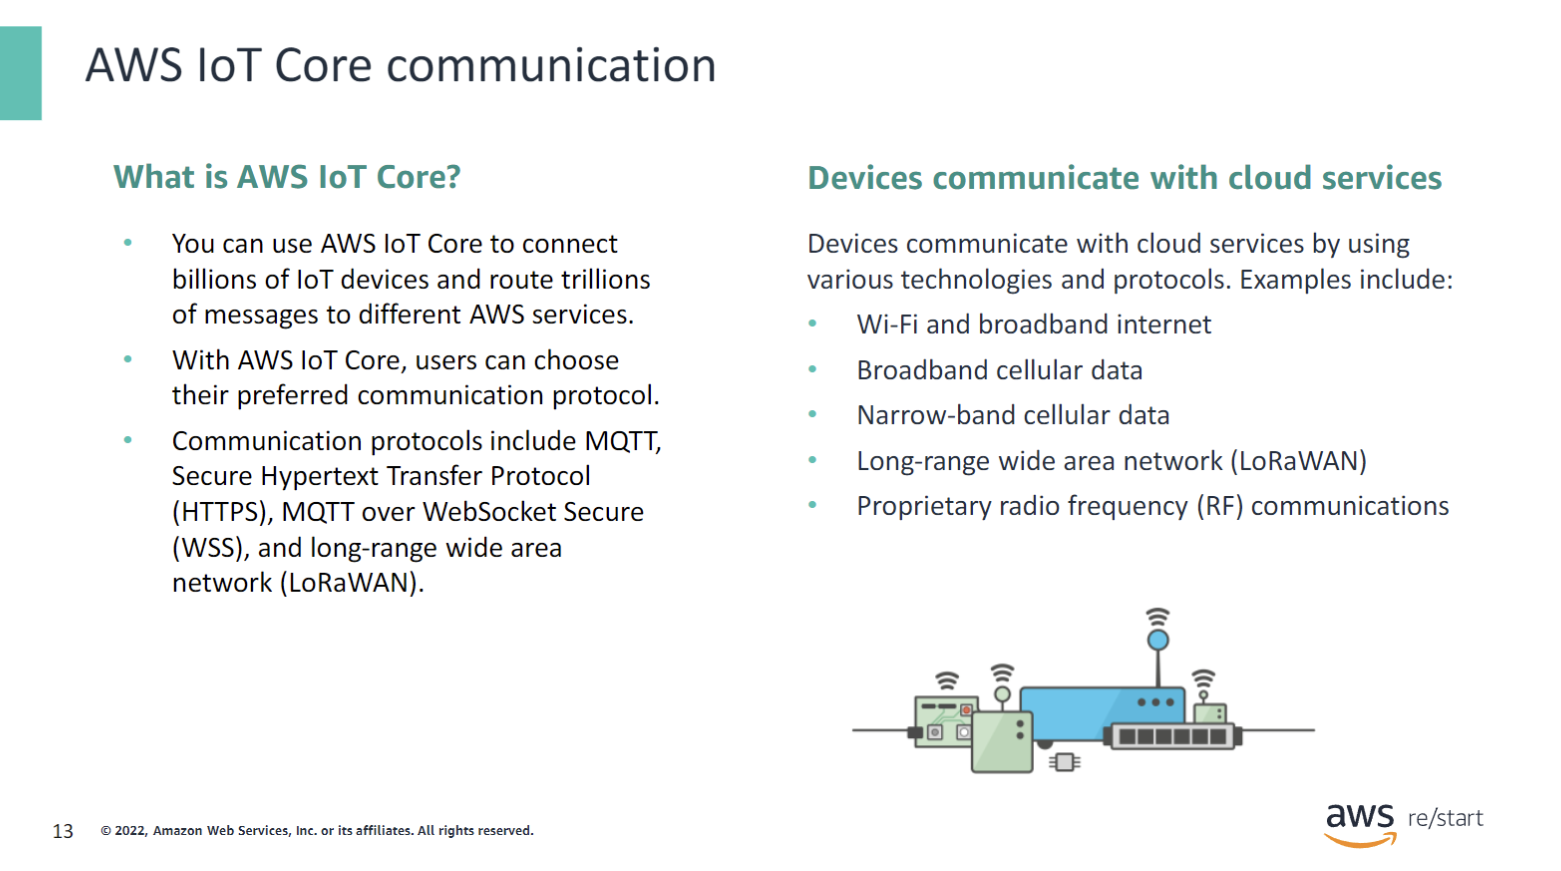 AWS IoT Core communication
What is AWS IoT Core?
• You can use AWS IoT Core to connect
billions of IoT devices and route trillions
of messages to different AWS services.
• With AWS IoT Core, users can choose
their preferred communication protocol.
• Communication protocols include MQTT,
Secure Hypertext Transfer Protocol
(HTTPS), MQTT over WebSocket Secure
(WSS), and long-range wide area
network (LoRaWAN).
Devices communicate with cloud services
Devices communicate with cloud services by using
various technologies and protocols. Examples include:
• Wi-Fi and broadband internet
• Broadband cellular data
• Narrow-band cellular data
• Long-range wide area network (LoRaWAN)
• Proprietary radio frequency (RF) communications
13 © 2022, Amazon Web Services, Inc. or its affiliates. All rights reserved.
aws re/start